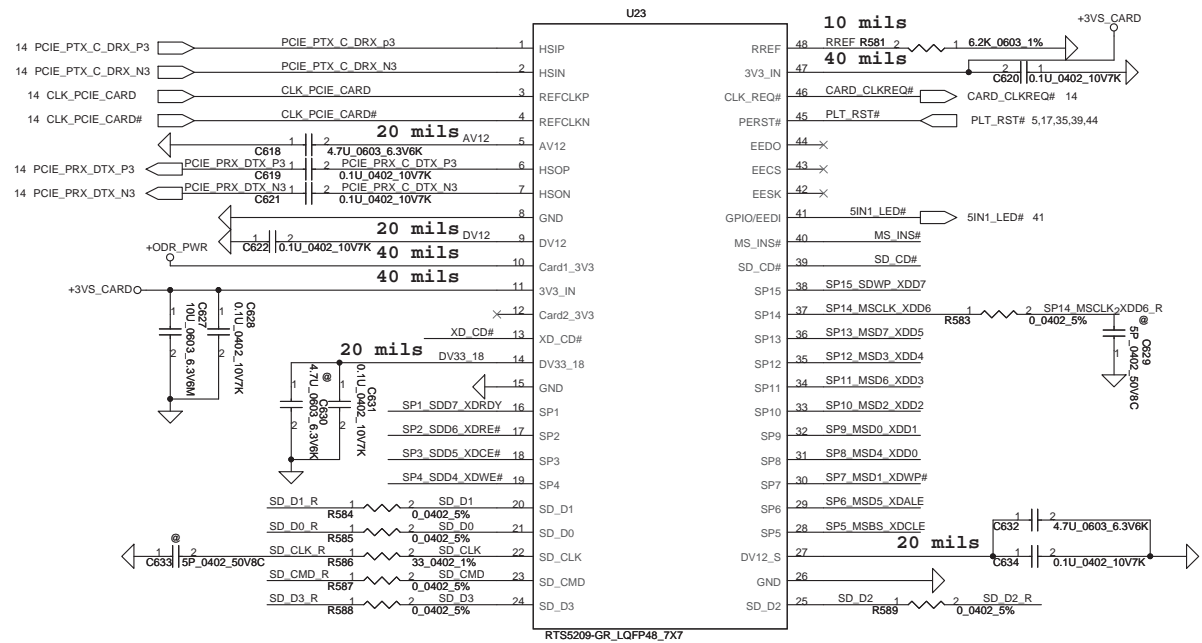 U23
10 mils
+3VS_CARD
14 PCIE_PTX_C_DRX_P3
PCIE_PTX_C_DRX_p3
1
HSIP
RREF
48
RREF R581
2
1
6.2K_0603_1%
14 PCIE_PTX_C_DRX_N3
PCIE_PTX_C_DRX_N3
2
HSIN
3V3_IN
47
40 mils
C620
2
1
0.1U_0402_10V7K
14 CLK_PCIE_CARD
CLK_PCIE_CARD
3
REFCLKP
CLK_REQ#
46
CARD_CLKREQ#
CARD_CLKREQ# 14
14 CLK_PCIE_CARD#
CLK_PCIE_CARD#
4
REFCLKN
PERST#
45
PLT_RST#
PLT_RST# 5,17,35,39,44
20 mils
C618
1
2
4.7U_0603_6.3V6K
AV12
5
AV12
EEDO
44
14 PCIE_PRX_DTX_P3
PCIE_PRX_DTX_P3
C619
1
2
PCIE_PRX_C_DTX_P3
0.1U_0402_10V7K
6
HSOP
EECS
43
14 PCIE_PRX_DTX_N3
PCIE_PRX_DTX_N3
C621
1
2
PCIE_PRX_C_DTX_N3
0.1U_0402_10V7K
7
HSON
EESK
42
8
GND
GPIO/EEDI
41
5IN1_LED#
5IN1_LED# 41
20 mils
C622
1
2
0.1U_0402_10V7K
DV12
9
DV12
MS_INS#
40
MS_INS#
+ODR_PWR
40 mils
10
Card1_3V3
SD_CD#
39
SD_CD#
+3VS_CARD
40 mils
11
3V3_IN
SP15
38
SP15_SDWP_XDD7
C627
10U_0603_6.3V6M
1
2
C628
0.1U_0402_10V7K
1
2
12
Card2_3V3
SP14
37
SP14_MSCLK_XDD6
R583
1
2
0_0402_5%
SP14_MSCLK_XDD6_R
@
C629
5P_0402_50V8C
2
1
XD_CD#
13
XD_CD#
SP13
36
SP13_MSD7_XDD5
20 mils
DV33_18
14
DV33_18
SP12
35
SP12_MSD3_XDD4
@
C630
4.7U_0603_6.3V6K
1
2
C631
0.1U_0402_10V7K
1
2
15
GND
SP11
34
SP11_MSD6_XDD3
SP1_SDD7_XDRDY
16
SP1
SP10
33
SP10_MSD2_XDD2
SP2_SDD6_XDRE#
17
SP2
SP9
32
SP9_MSD0_XDD1
SP3_SDD5_XDCE#
18
SP3
SP8
31
SP8_MSD4_XDD0
SP4_SDD4_XDWE#
19
SP4
SP7
30
SP7_MSD1_XDWP#
SD_D1_R
R584
1
2
SD_D1
0_0402_5%
20
SD_D1
SP6
29
SP6_MSD5_XDALE
SD_D0_R
R585
1
2
SD_D0
0_0402_5%
21
SD_D0
SP5
28
SP5_MSBS_XDCLE
C632
1
2
4.7U_0603_6.3V6K
@
C633
1
2
5P_0402_50V8C
SD_CLK_R
R586
1
2
SD_CLK
33_0402_1%
22
SD_CLK
DV12_S
27
20 mils
C634
1
2
0.1U_0402_10V7K
SD_CMD_R
R587
1
2
SD_CMD
0_0402_5%
23
SD_CMD
GND
26
SD_D3_R
R588
1
2
SD_D3
0_0402_5%
24
SD_D3
SD_D2
25
SD_D2
R589
1
2
SD_D2_R
0_0402_5%
RTS5209-GR_LQFP48_7X7